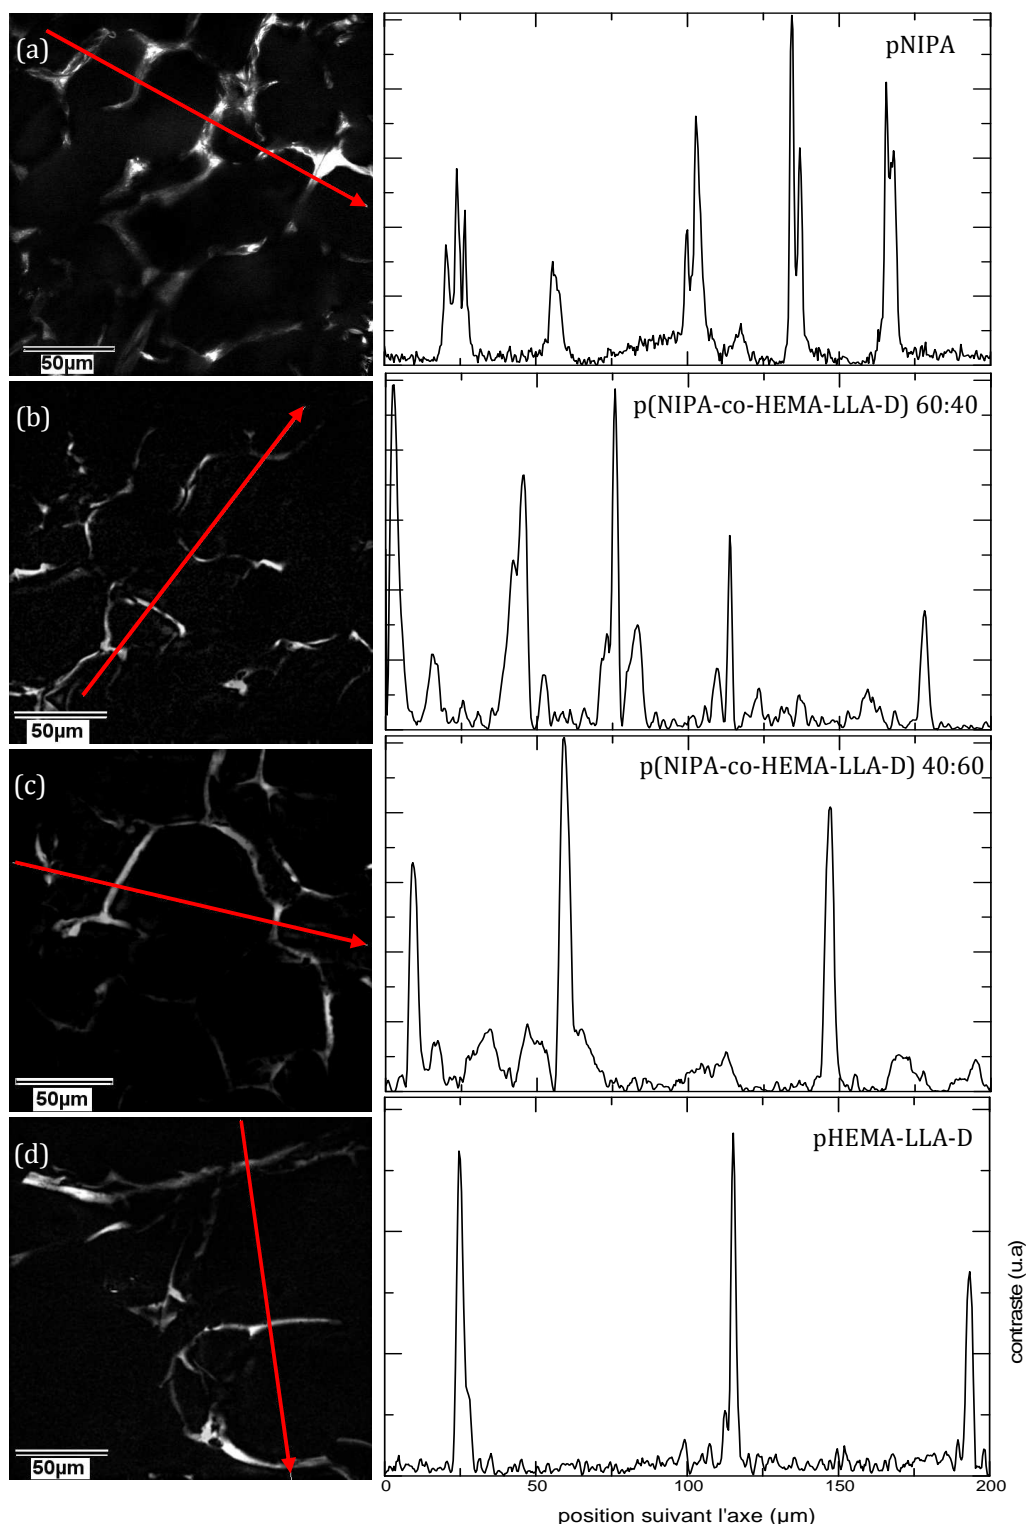 (a)
pNIPA
50µm
(b)
p(NIPA-co-HEMA-LLA-D) 60:40
50µm
(c)
p(NIPA-co-HEMA-LLA-D) 40:60
50µm
(d)
pHEMA-LLA-D
50µm
contraste (u.a)
0 50 100 150 200
position suivant l'axe (µm)